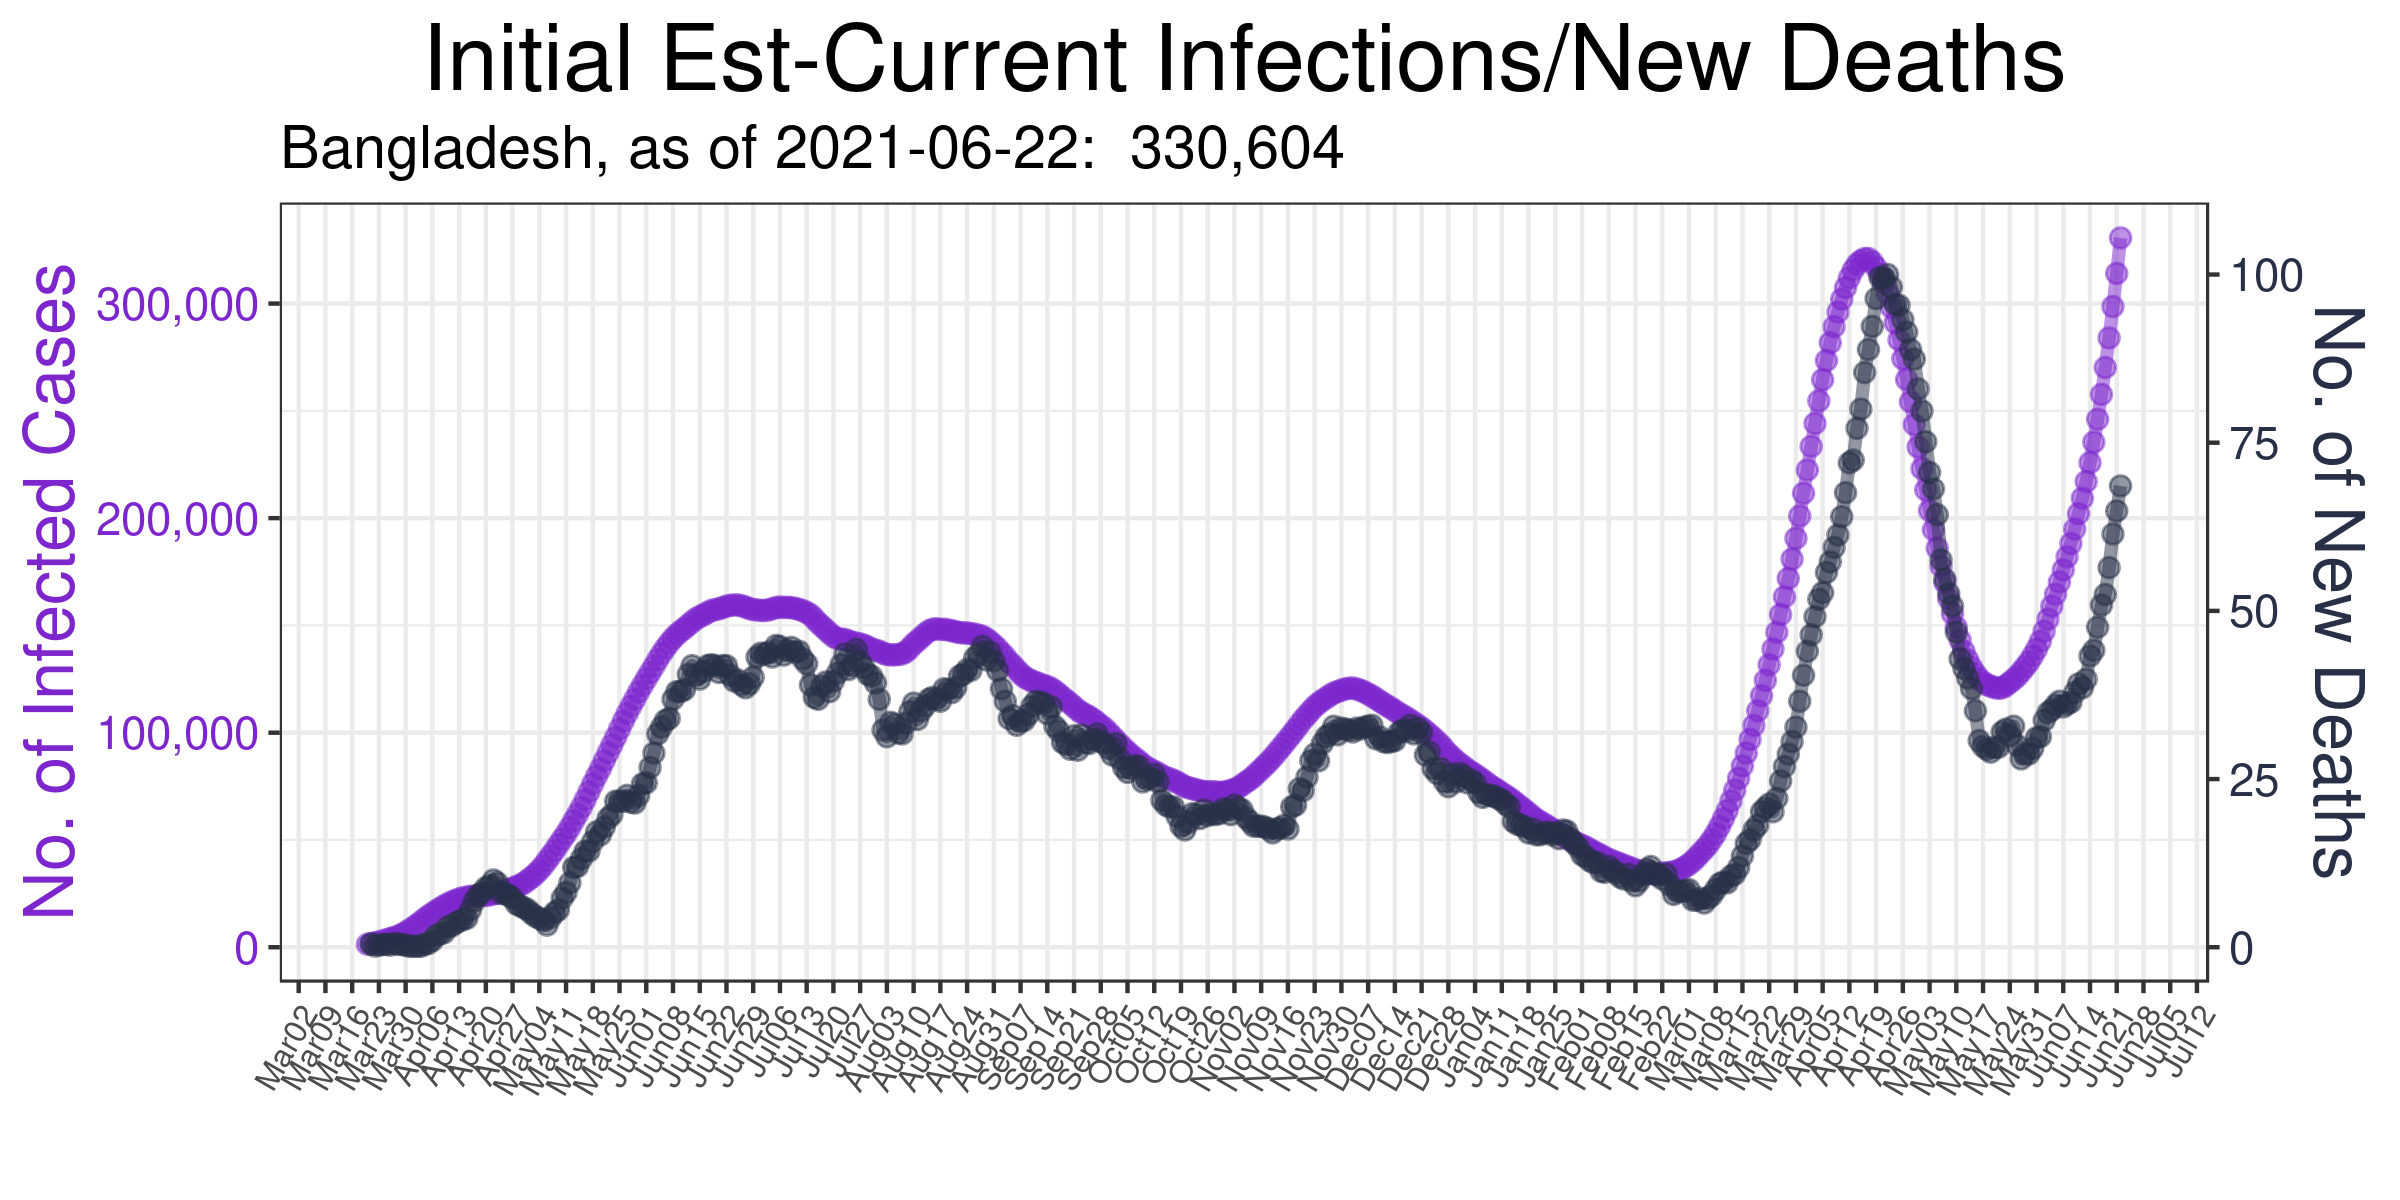 Initial Est-Current Infections/New Deaths
Bangladesh, as of 2021-06-22: 330,604
No. of Infected Cases
300,000
200,000
100,000
0
100
75
50
25
0
No. of New Deaths
Mar02
Mar09
Mar16
Mar23
Mar30
Apr06
Apr13
Apr20
Apr27
May04
May11
May18
May25
Jun01
Jun08
Jun15
Jun22
Jun29
Jul06
Jul13
Jul20
Jul27
Aug03
Aug10
Aug17
Aug24
Aug31
Sep07
Sep14
Sep21
Sep28
Oct05
Oct12
Oct19
Oct26
Nov02
Nov09
Nov16
Nov23
Nov30
Dec07
Dec14
Dec21
Dec28
Jan04
Jan11
Jan18
Jan25
Feb01
Feb08
Feb15
Feb22
Mar01
Mar08
Mar15
Mar22
Mar29
Apr05
Apr12
Apr19
Apr26
May03
May10
May17
May24
May31
Jun07
Jun14
Jun21
Jun28
Jul05
Jul12